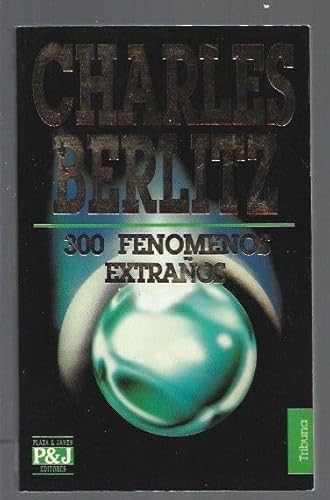 CHARLES
BERLITZ
300 FENOMENOS
EXTRAÑOS
PLAZA & JANES
P&J
EDITORES
Tribuna